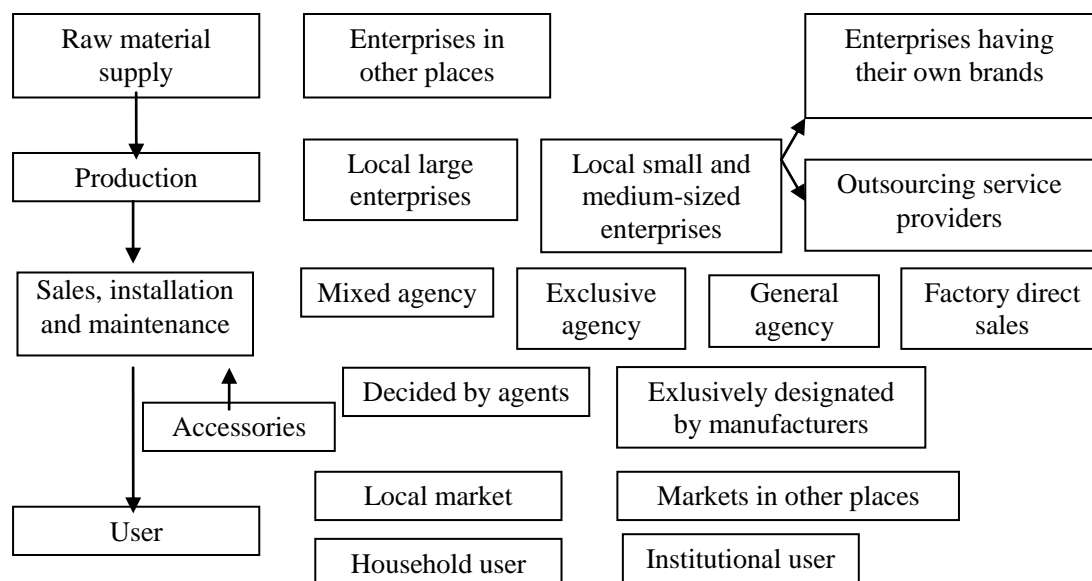 Raw material
supply
Enterprises in
other places
Enterprises having
their own brands
Production
Local large
enterprises
Local small and
medium-sized
enterprises
Outsourcing service
providers
Sales, installation
and maintenance
Mixed agency
Exclusive
agency
General
agency
Factory direct
sales
Accessories
Decided by agents
Exlusively designated
by manufacturers
User
Local market
Markets in other places
Household user
Institutional user